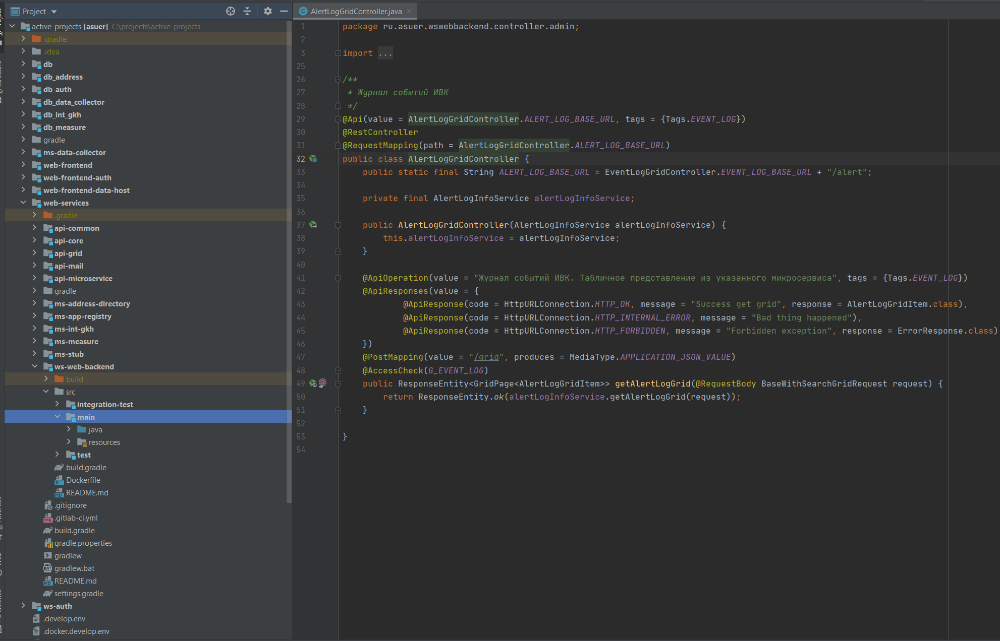 Project
active-projects [asuer] C:\projects\active-projects
.gradle
.idea
db
db_address
db_auth
db_data_collector
db_int_gkh
db_measure
gradle
ms-data-collector
web-frontend
web-frontend-auth
web-frontend-data-host
web-services
.gradle
api-common
api-core
api-grid
api-mail
api-microservice
gradle
ms-address-directory
ms-app-registry
ms-int-gkh
ms-measure
ms-stub
ws-web-backend
build
src
integration-test
main
java
resources
test
build.gradle
Dockerfile
README.md
.gitignore
.gitlab-ci.yml
build.gradle
gradle.properties
gradlew
gradlew.bat
README.md
settings.gradle
ws-auth
.develop.env
.docker.develop.env
AlertLogGridController.java
1 package ru.asuer.wswebbackend.controller.admin;
2
3 import ...
25
26 /**
27 * Журнал событий ИВК
28 */
29 @Api(value = AlertLogGridController.ALERT_LOG_BASE_URL, tags = {Tags.EVENT_LOG})
30 @RestController
31 @RequestMapping(path = AlertLogGridController.ALERT_LOG_BASE_URL)
32 public class AlertLogGridController {
33 public static final String ALERT_LOG_BASE_URL = EventLogGridController.EVENT_LOG_BASE_URL + "/alert";
34
35 private final AlertLogInfoService alertLogInfoService;
36
37 public AlertLogGridController(AlertLogInfoService alertLogInfoService) {
38 this.alertLogInfoService = alertLogInfoService;
39 }
40
41 @ApiOperation(value = "Журнал событий ИВК. Табличное представление из указанного микросервиса", tags = {Tags.EVENT_LOG})
42 @ApiResponses(value = {
43 @ApiResponse(code = HttpURLConnection.HTTP_OK, message = "Success get grid", response = AlertLogGridItem.class),
44 @ApiResponse(code = HttpURLConnection.HTTP_INTERNAL_ERROR, message = "Bad thing happened"),
45 @ApiResponse(code = HttpURLConnection.HTTP_FORBIDDEN, message = "Forbidden exception", response = ErrorResponse.class)
46 })
47 @PostMapping(value = "/grid", produces = MediaType.APPLICATION_JSON_VALUE)
48 @AccessCheck(G_EVENT_LOG)
49 public ResponseEntity<GridPage<AlertLogGridItem>> getAlertLogGrid(@RequestBody BaseWithSearchGridRequest request) {
50 return ResponseEntity.ok(alertLogInfoService.getAlertLogGrid(request));
51 }
52
53 }
54